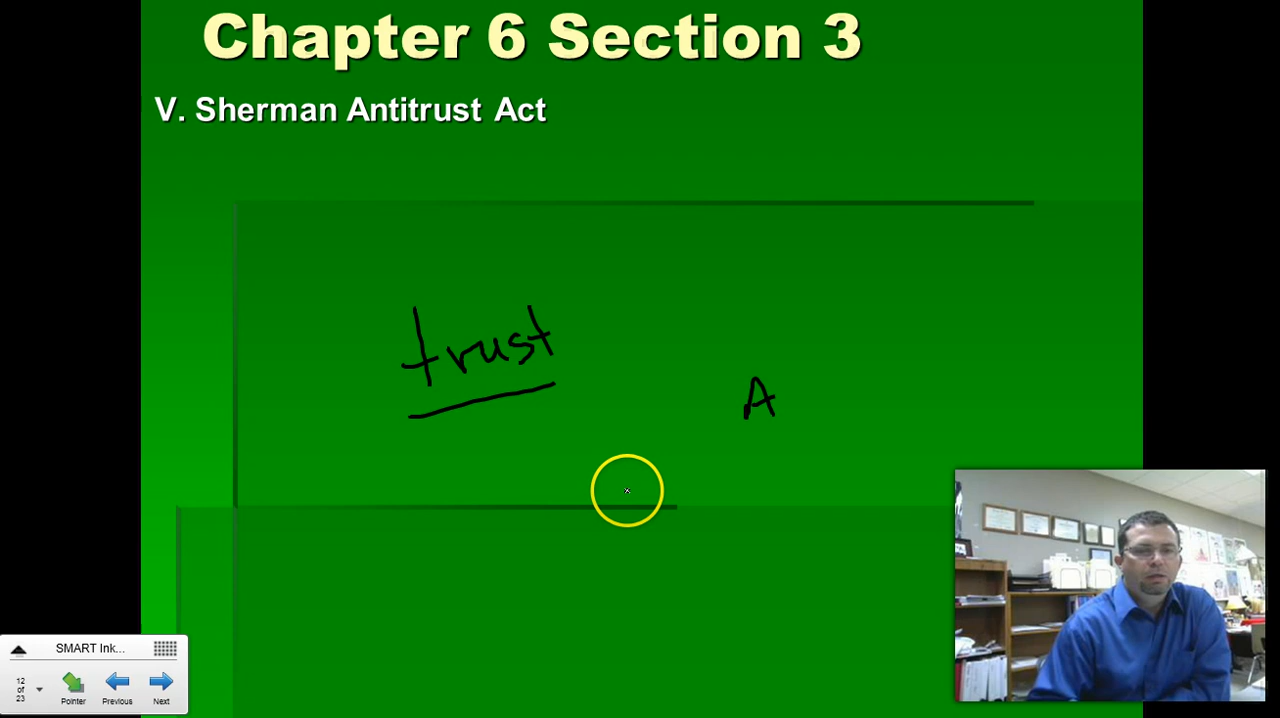 Chapter 6 Section 3
V. Sherman Antitrust Act
trust
A
SMART Ink...
12
of
23
Pointer
Previous
Next